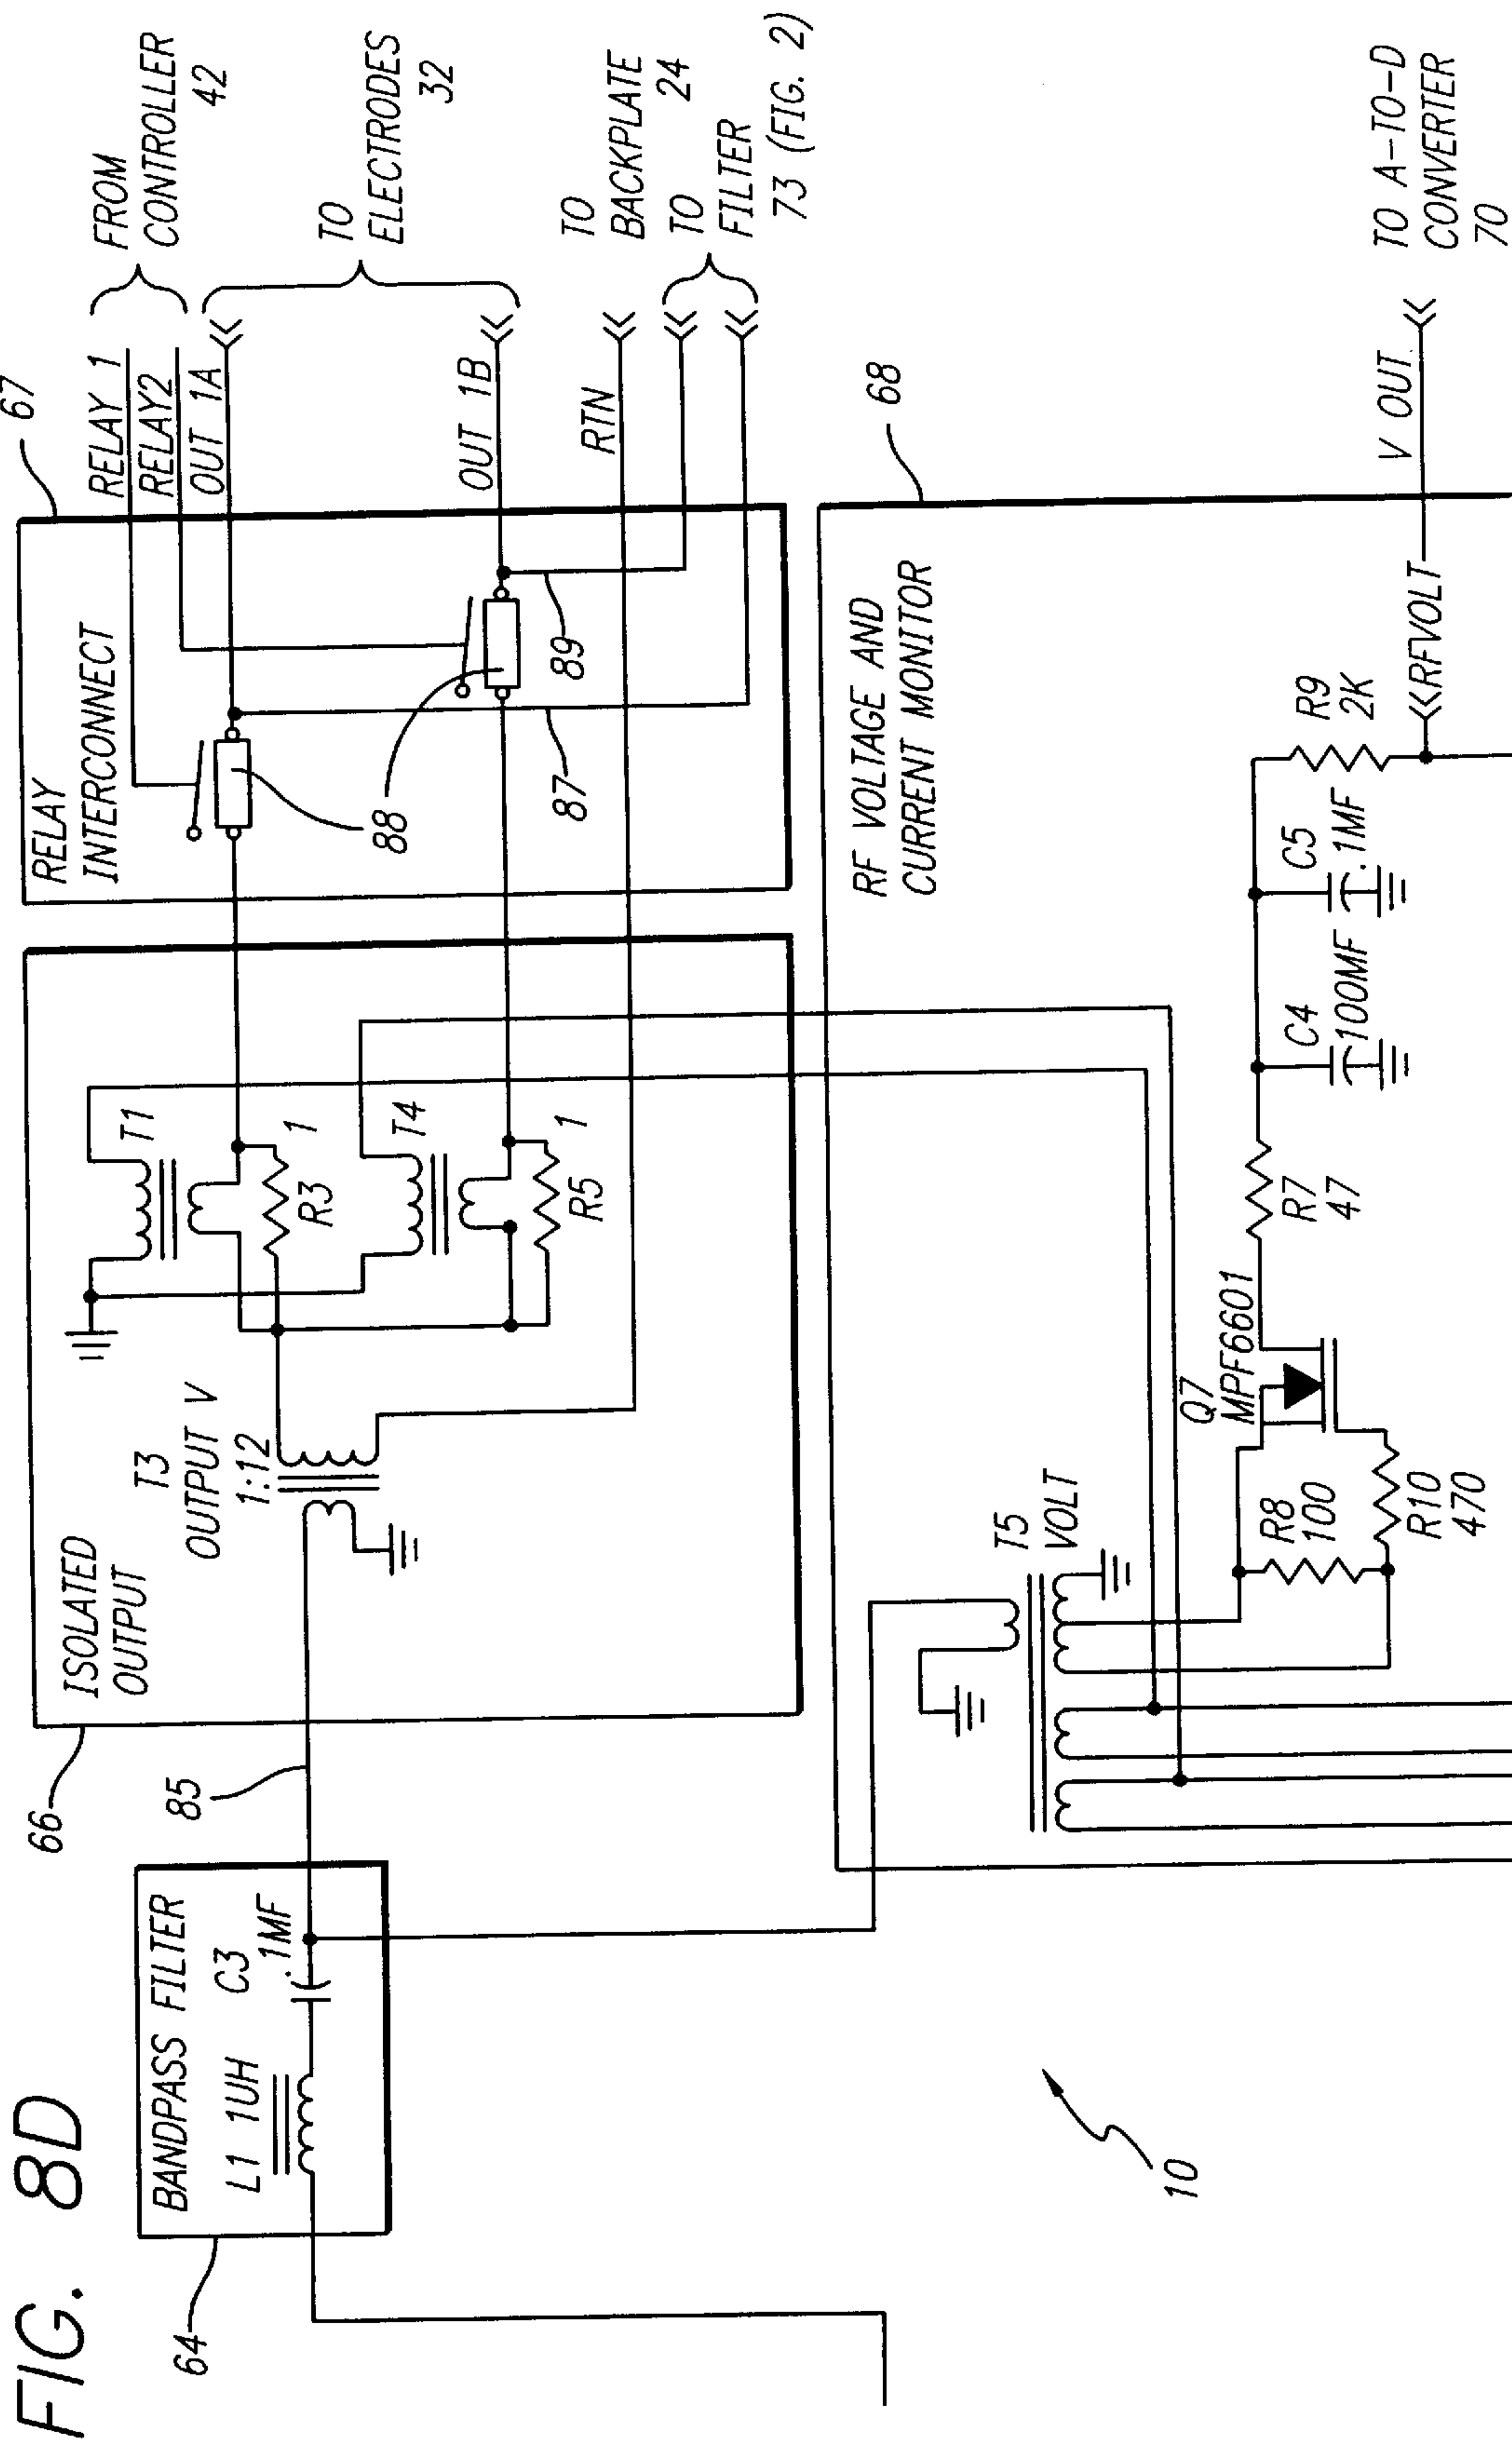 FIG. 8D
64
BANDPASS FILTER
L1 1UH
C3
.1MF
85
66
ISOLATED
OUTPUT
T3
OUTPUT V
1:12
T1
1
R3
T4
1
R5
67
RELAY
INTERCONNECT
88
87
89
RELAY 1
RELAY2
OUT 1A
OUT 1B
RTN
FROM
CONTROLLER
42
TO
ELECTRODES
32
TO
BACKPLATE
24
TO
FILTER
73 (FIG. 2)
68
RF VOLTAGE AND
CURRENT MONITOR
T5
VOLT
R8
100
R10
470
Q7
MPF6601
R7
47
C4
100MF
C5
.1MF
R9
2K
RFVOLT
V OUT
TO A-TO-D
CONVERTER
70
10